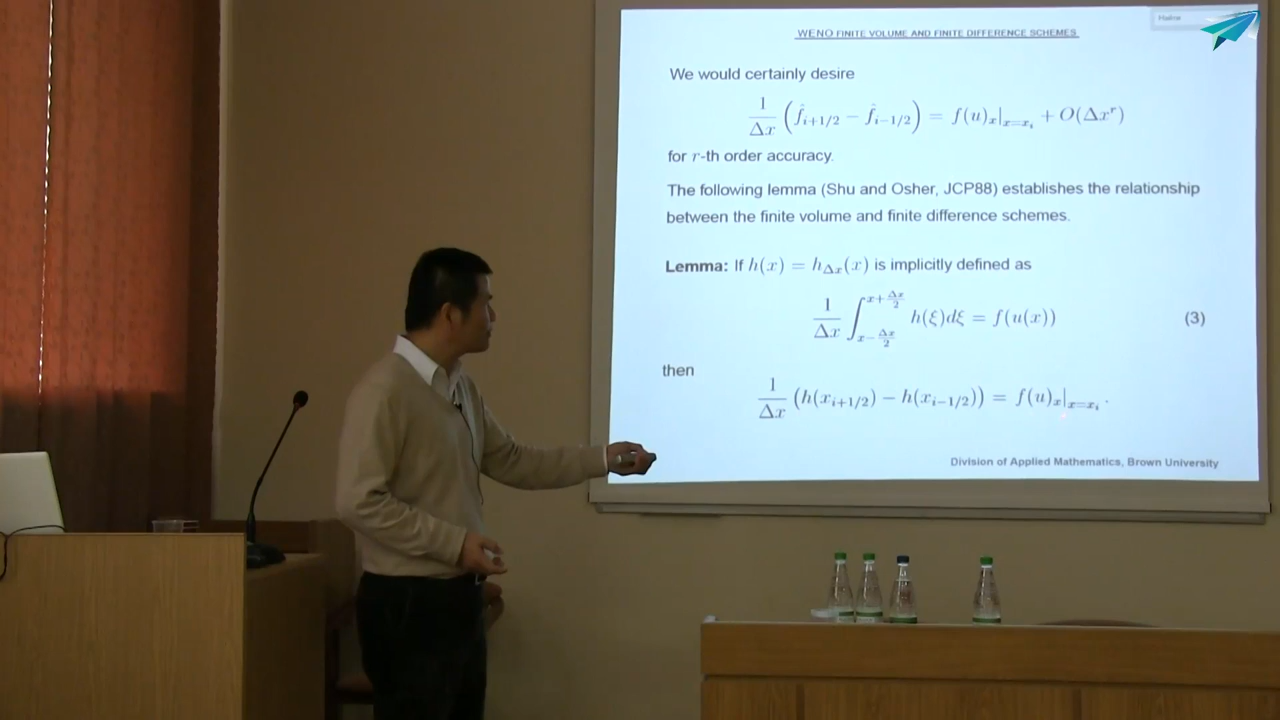 WENO FINITE VOLUME AND FINITE DIFFERENCE SCHEMES
We would certainly desire
1/Δx (f̂_{i+1/2} − f̂_{i−1/2}) = f(u)_x|_{x=x_i} + O(Δx^r)
for r-th order accuracy.
The following lemma (Shu and Osher, JCP88) establishes the relationship
between the finite volume and finite difference schemes.
Lemma: If h(x) = h_{Δx}(x) is implicitly defined as
1/Δx ∫_{x−Δx/2}^{x+Δx/2} h(ξ)dξ = f(u(x)) (3)
then
1/Δx (h(x_{i+1/2}) − h(x_{i−1/2})) = f(u)_x|_{x=x_i}.
Division of Applied Mathematics, Brown University